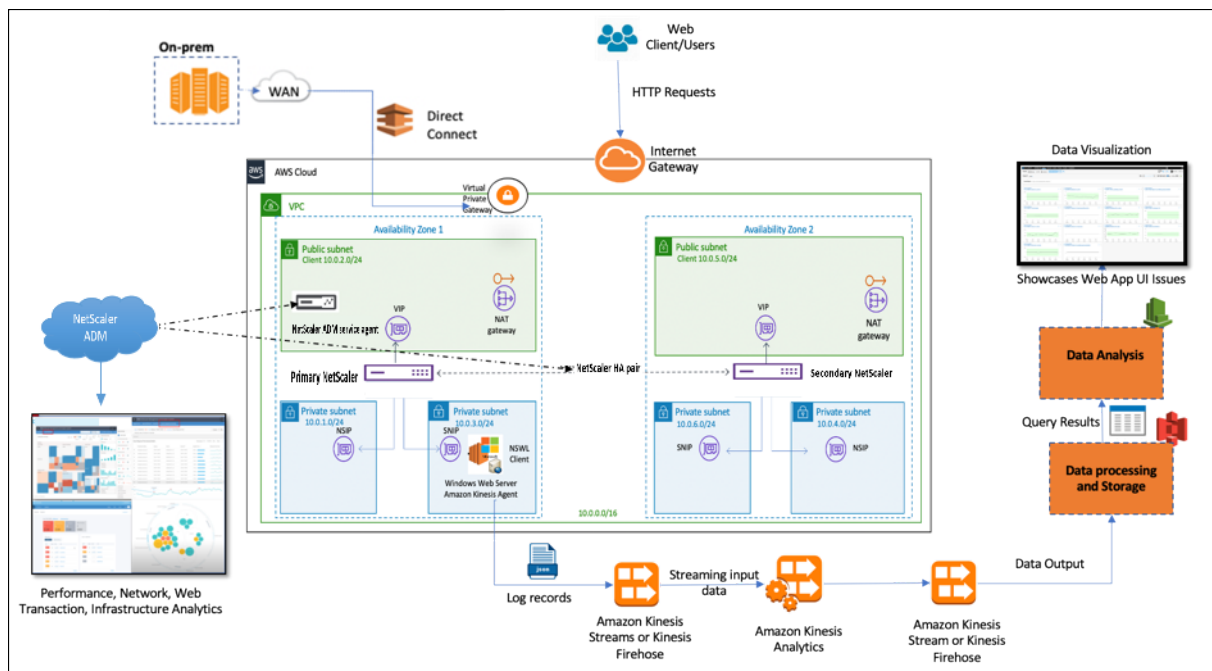 On-prem
WAN
Direct
Connect
Web
Client/Users
HTTP Requests
Internet
Gateway
aws
AWS Cloud
Virtual
Private
Gateway
VPC
Availability Zone 1
Public subnet
Client 10.0.2.0/24
NetScaler ADM service agent
VIP
NAT
gateway
Primary NetScaler
NetScaler HA pair
Private subnet
10.0.1.0/24
NSIP
Private subnet
10.0.3.0/24
SNIP
NSWL
Client
Windows Web Server
Amazon Kinesis Agent
Availability Zone 2
Public subnet
Client 10.0.5.0/24
VIP
NAT
gateway
Secondary NetScaler
Private subnet
10.0.6.0/24
SNIP
Private subnet
10.0.4.0/24
NSIP
10.0.0.0/16
NetScaler
ADM
Performance, Network, Web
Transaction, Infrastructure Analytics
json
Log records
Amazon Kinesis
Streams or Kinesis
Firehose
Streaming input
data
Amazon Kinesis
Analytics
Amazon Kinesis
Stream or Kinesis
Firehose
Data Output
Data processing
and Storage
Query Results
Data Analysis
Showcases Web App UI Issues
Data Visualization